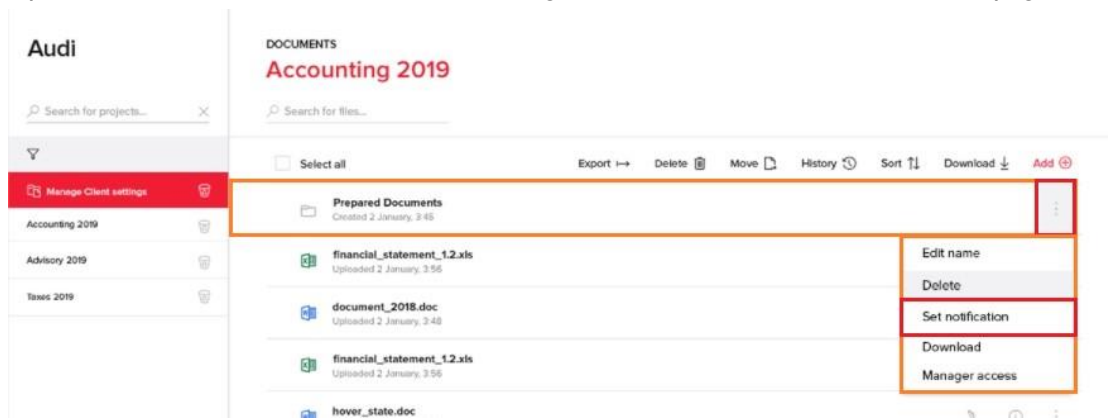 Audi
DOCUMENTS
Accounting 2019
Search for projects...
Search for files...
Select all
Export
Delete
Move
History
Sort
Download
Add
Manage Client settings
Prepared Documents
Created 2 January, 3:45
Accounting 2019
financial_statement_1.2.xls
Uploaded 2 January, 3:56
Edit name
Advisory 2019
Delete
Taxes 2019
document_2018.doc
Uploaded 2 January, 3:48
Set notification
Download
financial_statement_1.2.xls
Uploaded 2 January, 3:56
Manager access
hover_state.doc